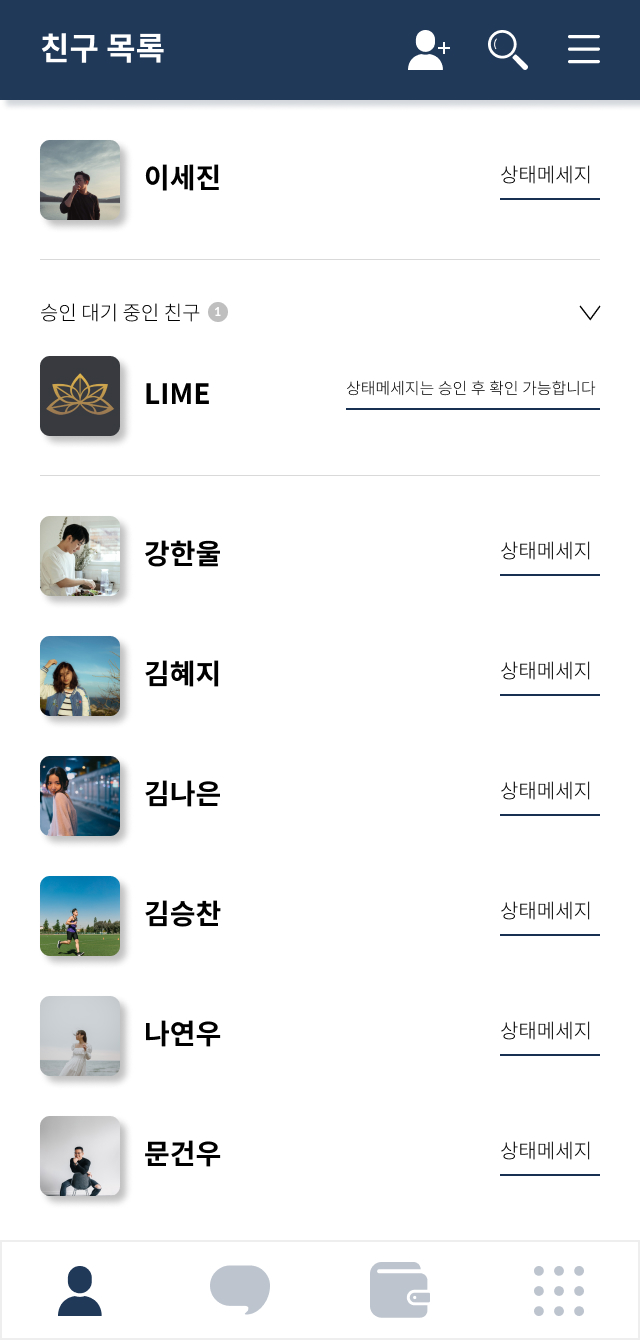 친구 목록
이세진 상태메세지
승인 대기 중인 친구 1
LIME 상태메세지는 승인 후 확인 가능합니다
강한울 상태메세지
김혜지 상태메세지
김나은 상태메세지
김승찬 상태메세지
나연우 상태메세지
문건우 상태메세지